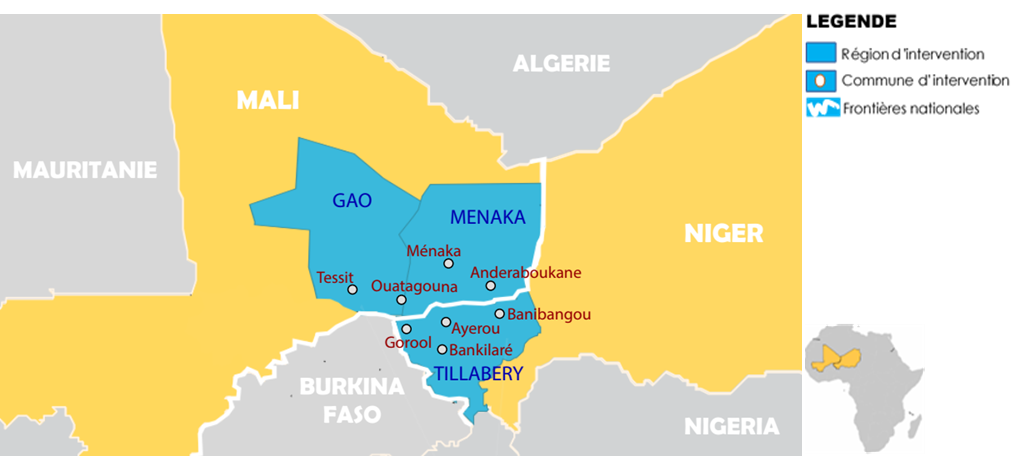 LEGENDE
Région d'intervention
Commune d'intervention
Frontières nationales
ALGERIE
MALI
MAURITANIE
GAO
MENAKA
NIGER
Ménaka
Tessit
Anderaboukane
Ouatagouna
Banibangou
Ayerou
Gorool
Bankilaré
TILLABERY
BURKINA
FASO
NIGERIA